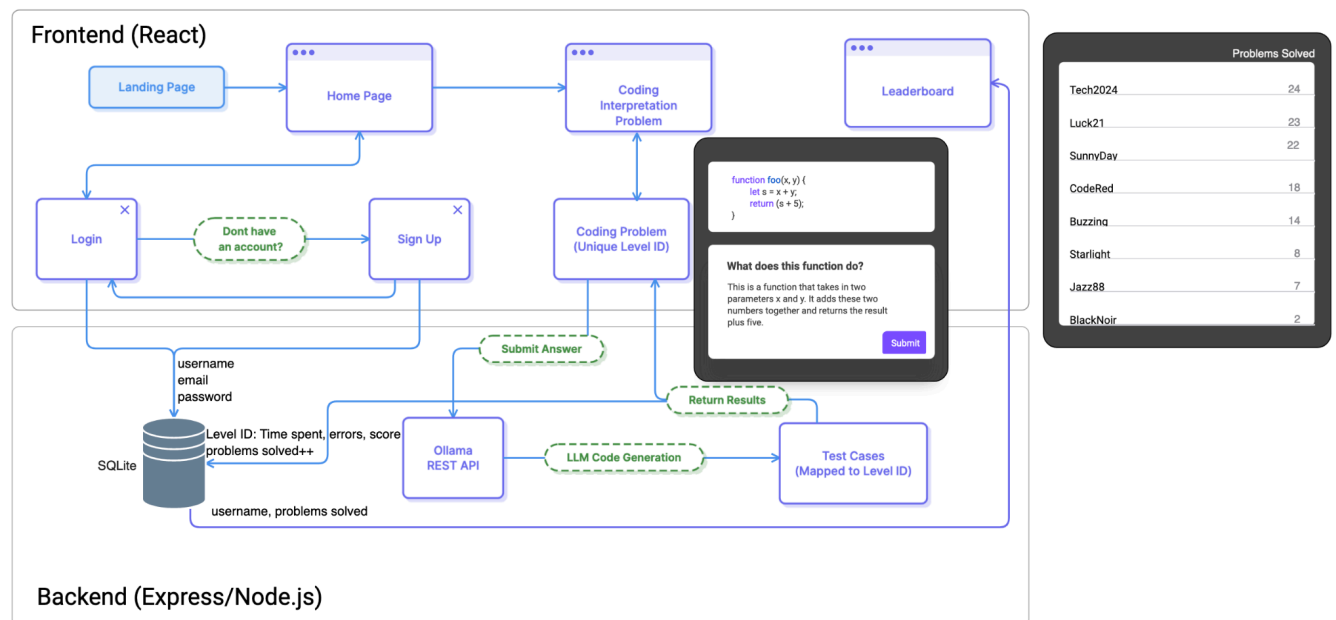 Frontend (React)
Landing Page
Home Page
Coding
Interpretation
Problem
Leaderboard
Login
Dont have
an account?
Sign Up
Coding Problem
(Unique Level ID)
function foo(x, y) {
let s = x + y;
return (s + 5);
}
What does this function do?
This is a function that takes in two
parameters x and y. It adds these two
numbers together and returns the result
plus five.
Submit
Problems Solved
Tech2024 24
Luck21 23
SunnyDay 22
CodeRed 18
Buzzing 14
Starlight 8
Jazz88 7
BlackNoir 2
Submit Answer
username
email
password
Return Results
Level ID: Time spent, errors, score
problems solved++
SQLite
Ollama
REST API
LLM Code Generation
Test Cases
(Mapped to Level ID)
username, problems solved
Backend (Express/Node.js)